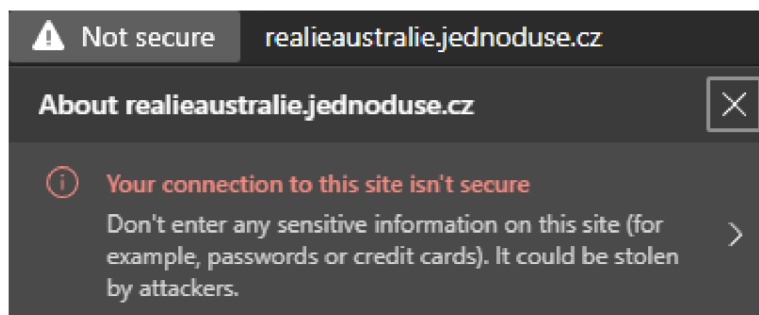 Not secure realieaustralie.jednoduse.cz
About realieaustralie.jednoduse.cz
Your connection to this site isn't secure
Don't enter any sensitive information on this site (for
example, passwords or credit cards). It could be stolen
by attackers.